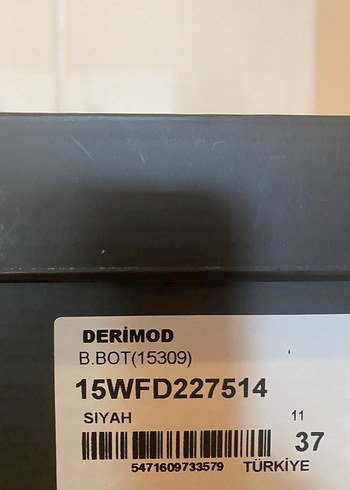 DERİMOD
B.BOT(15309)
15WFD227514
SIYAH 11
37
5471609733579 TÜRKİYE